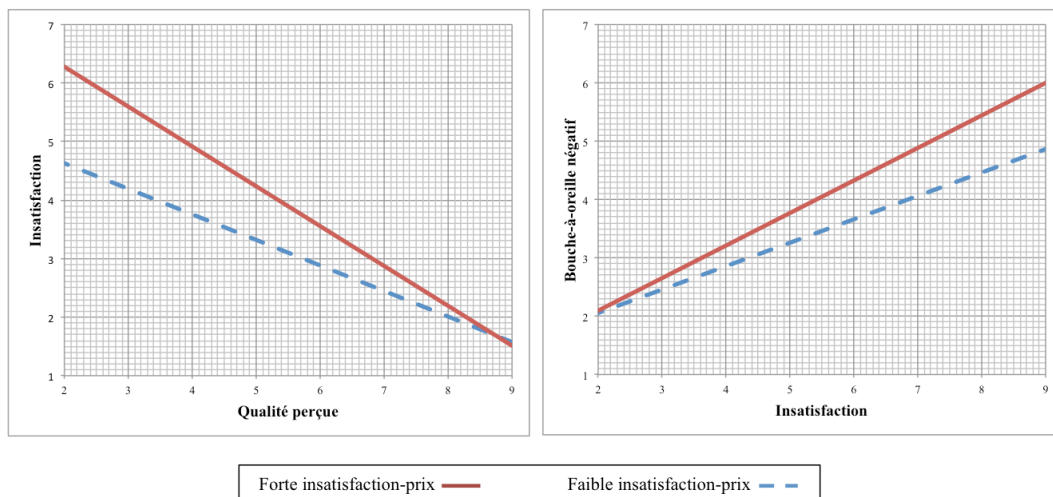 7
6
5
4
3
2
1
Insatisfaction
2 3 4 5 6 7 8 9
Qualité perçue
7
6
5
4
3
2
1
Bouche-à-oreille négatif
2 3 4 5 6 7 8 9
Insatisfaction
Forte insatisfaction-prix Faible insatisfaction-prix